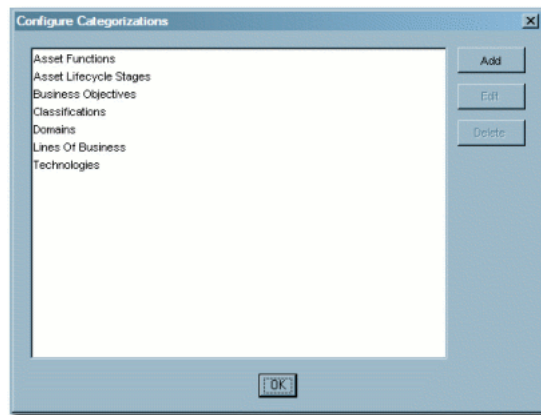 Configure Categorizations
Asset Functions
Asset Lifecycle Stages
Business Objectives
Classifications
Domains
Lines Of Business
Technologies
Add
Edit
Delete
OK